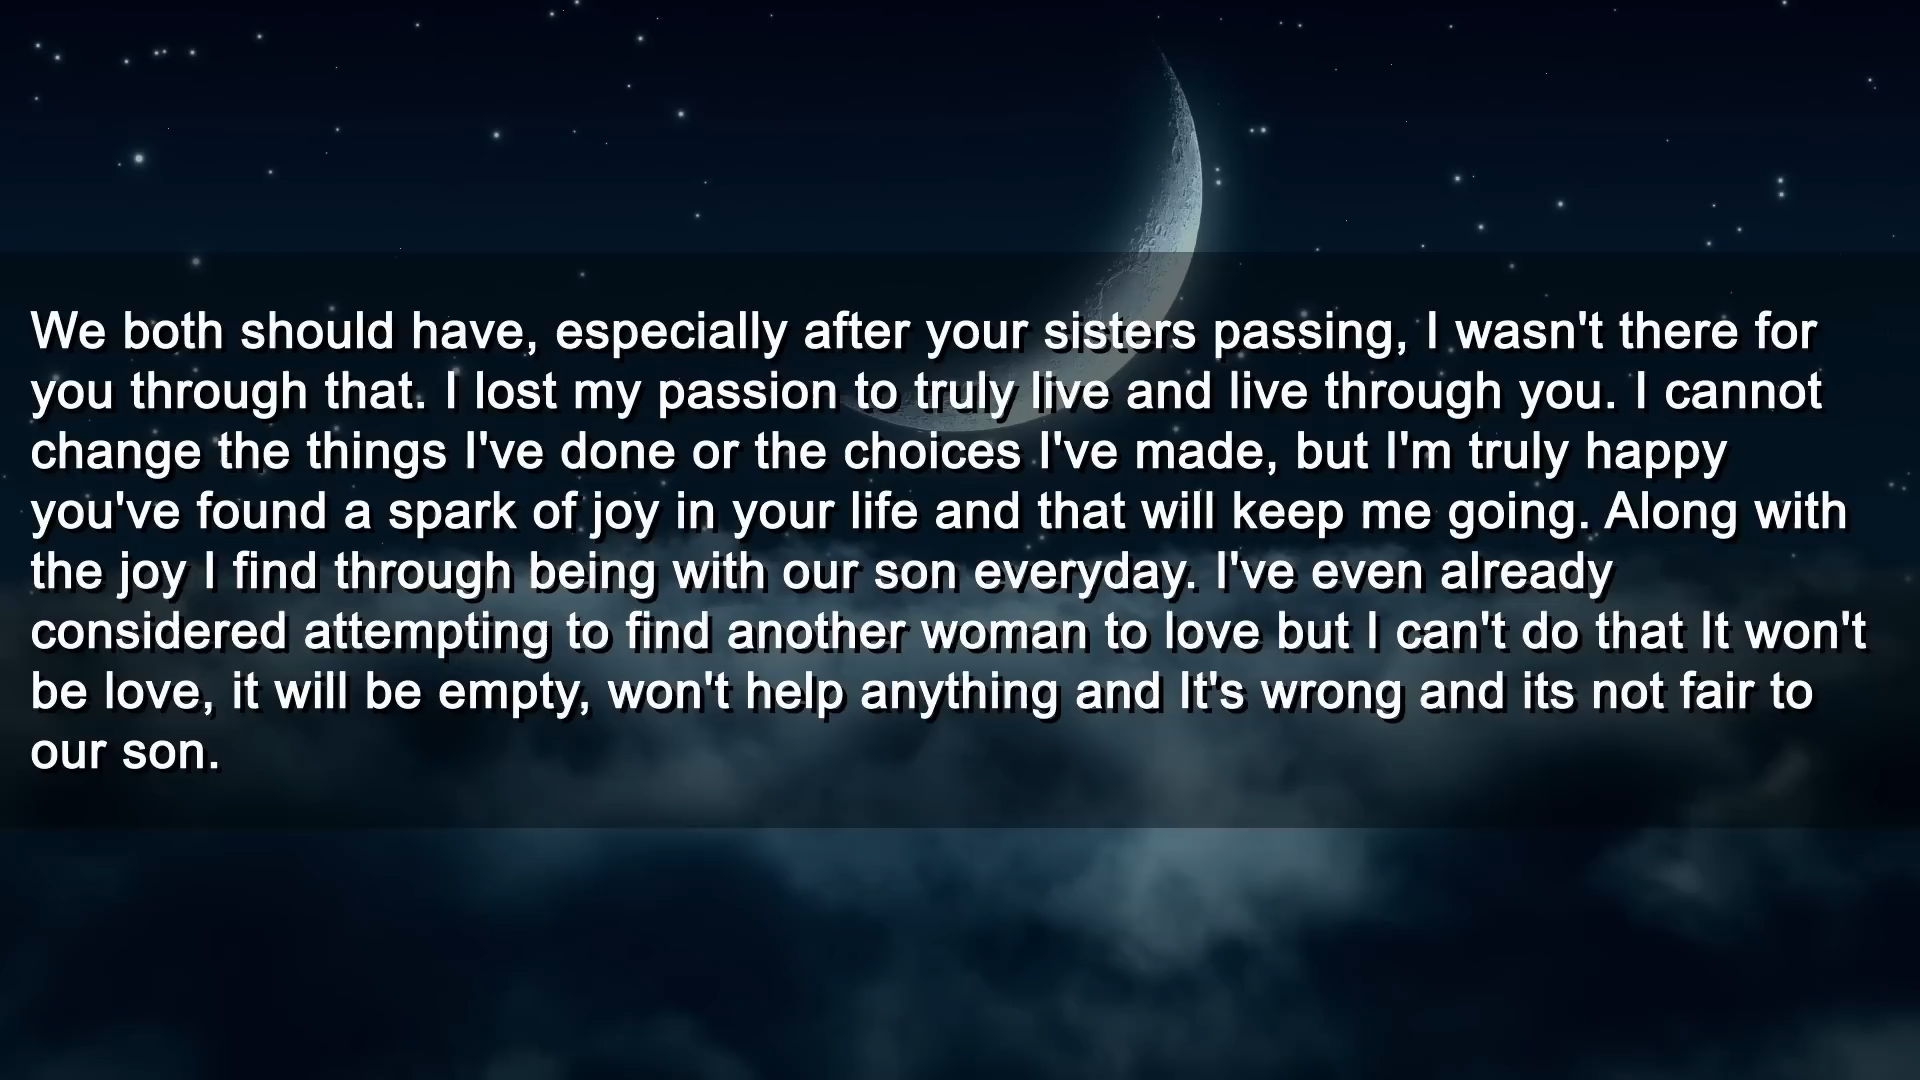 We both should have, especially after your sisters passing, I wasn't there for
you through that. I lost my passion to truly live and live through you. I cannot
change the things I've done or the choices I've made, but I'm truly happy
you've found a spark of joy in your life and that will keep me going. Along with
the joy I find through being with our son everyday. I've even already
considered attempting to find another woman to love but I can't do that It won't
be love, it will be empty, won't help anything and It's wrong and its not fair to
our son.